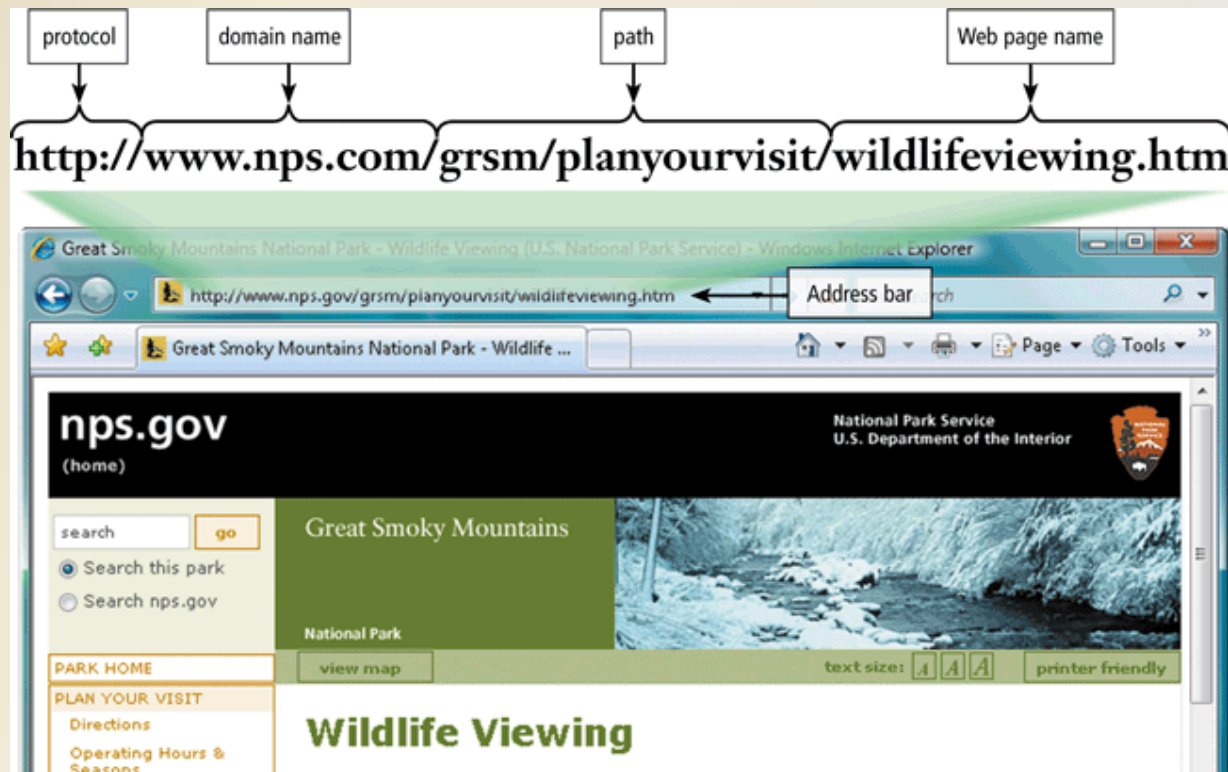 protocol
domain name
path
Web page name
http://www.nps.com/grsm/planyourvisit/wildlifeviewing.htm
Great Smoky Mountains National Park - Wildlife Viewing (U.S. National Park Service) - Windows Internet Explorer
http://www.nps.gov/grsm/planyourvisit/wildlifeviewing.htm
Address bar
Great Smoky Mountains National Park - Wildlife ...
Page
Tools
nps.gov
(home)
National Park Service
U.S. Department of the Interior
search
go
Search this park
Search nps.gov
Great Smoky Mountains
National Park
PARK HOME
view map
text size: A A A
printer friendly
PLAN YOUR VISIT
Directions
Operating Hours &
Seasons
Wildlife Viewing